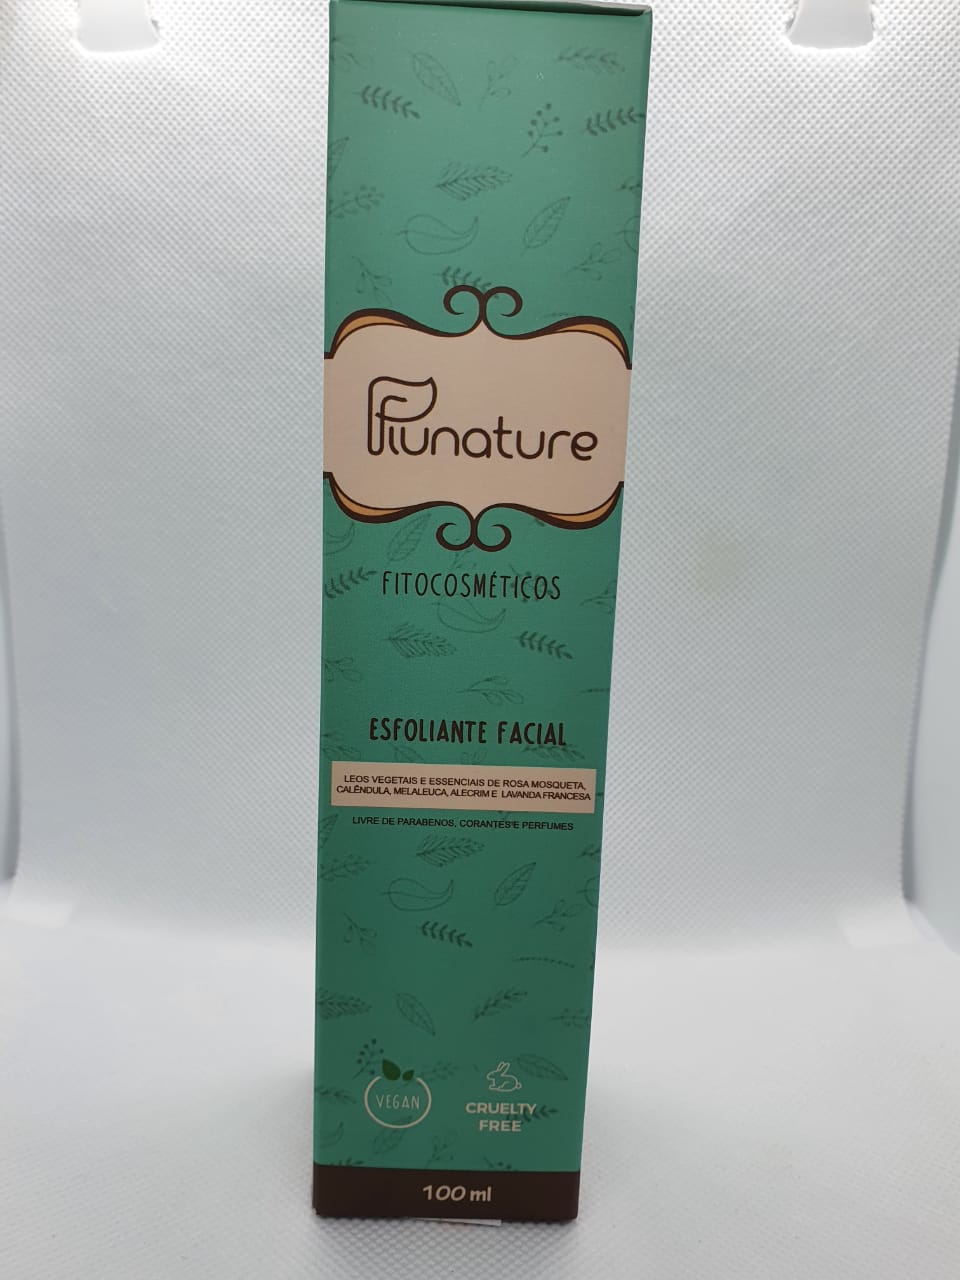 Fiunature
FITOCOSMÉTICOS
ESFOLIANTE FACIAL
LEOS VEGETAIS E ESSENCIAIS DE ROSA MOSQUETA,
CALÊNDULA, MELALEUCA, ALECRIM E LAVANDA FRANCESA
LIVRE DE PARABENOS, CORANTES E PERFUMES
VEGAN
CRUELTY
FREE
100 ml